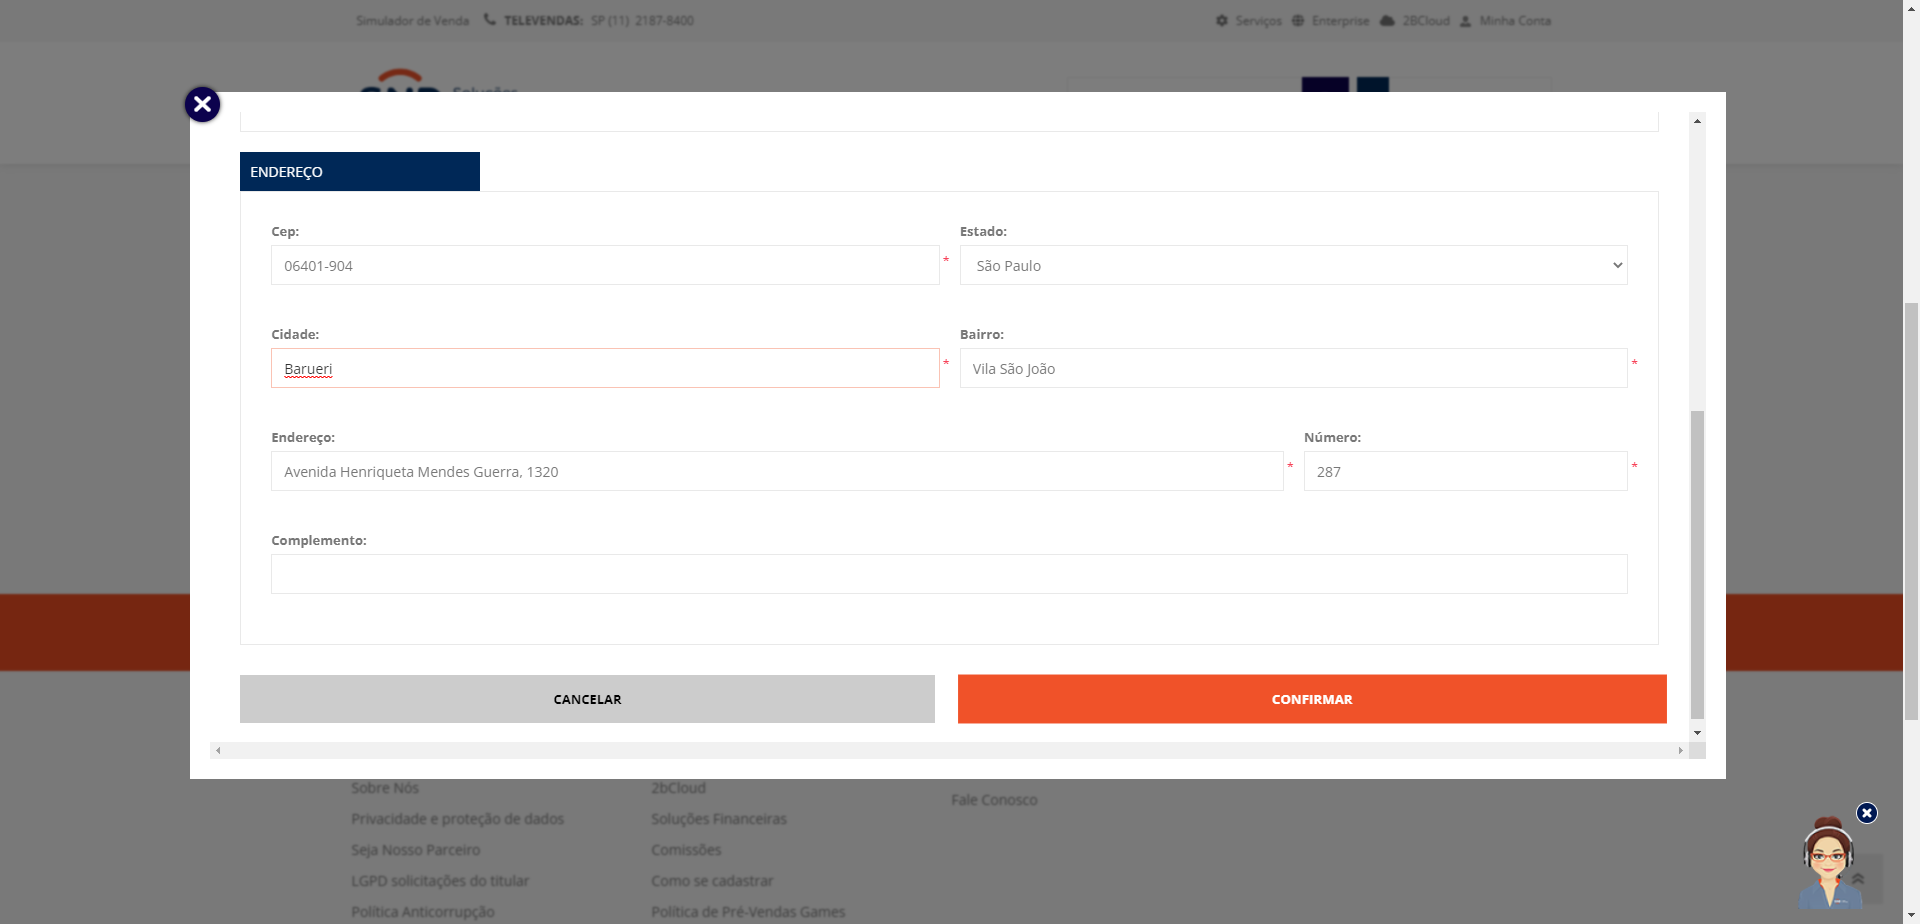 Simulador de Venda TELEVENDAS: SP (11) 2187-8400 Serviços Enterprise 2BCloud Minha Conta
Soluções
ENDEREÇO
Cep: Estado:
06401-904 * São Paulo
Cidade: Bairro:
Barueri * Vila São João *
Endereço: Número:
Avenida Henriqueta Mendes Guerra, 1320 * 287 *
Complemento:
CANCELAR CONFIRMAR
Sobre Nós 2bCloud
Fale Conosco
Privacidade e proteção de dados Soluções Financeiras
Seja Nosso Parceiro Comissões
LGPD solicitações do titular Como se cadastrar
Política Anticorrupção Política de Pré-Vendas Games